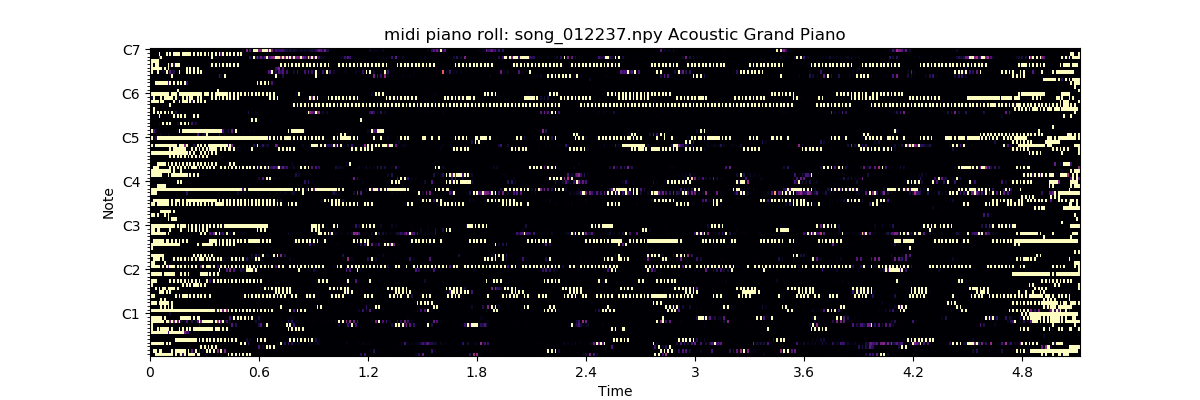 midi piano roll: song_012237.npy Acoustic Grand Piano
C7
C6
C5
C4
C3
C2
C1
Note
0 0.6 1.2 1.8 2.4 3 3.6 4.2 4.8
Time